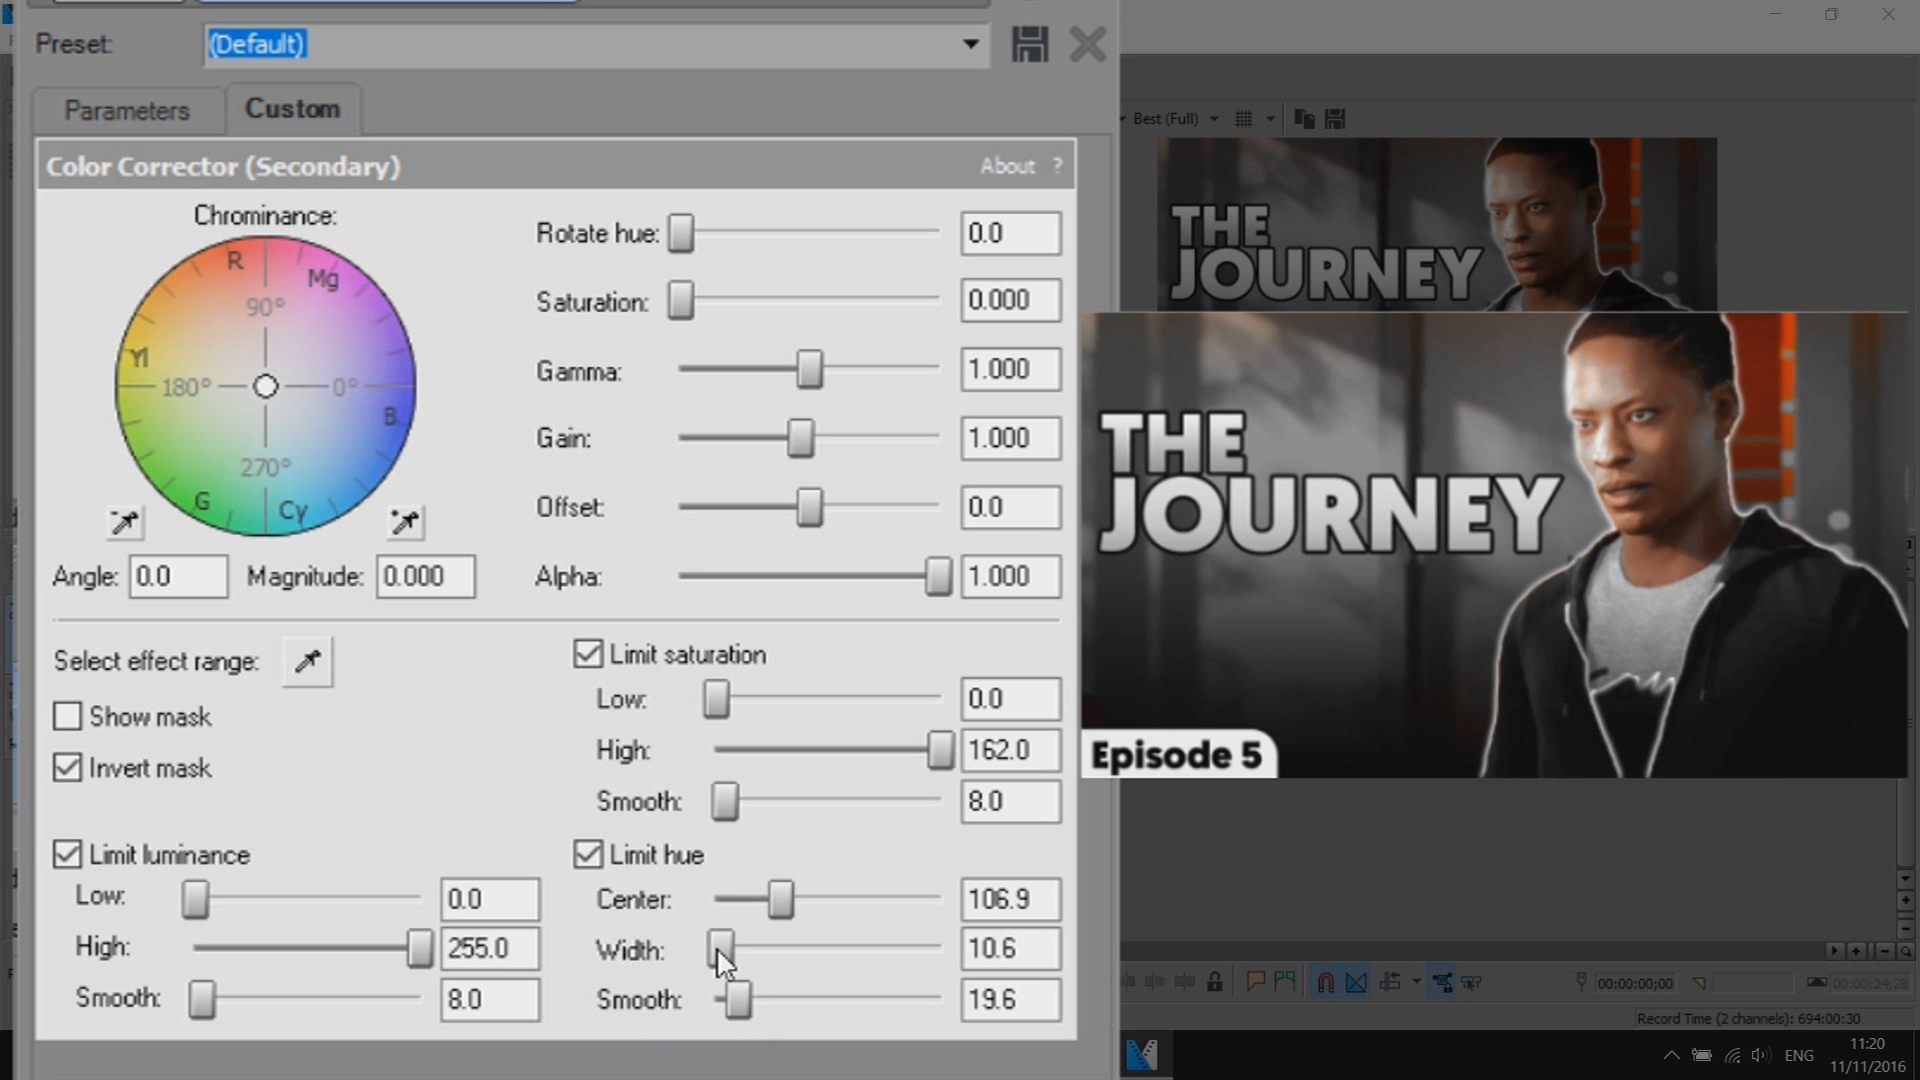 Preset:
(Default)
Parameters
Custom
Color Corrector (Secondary)
About ?
Chrominance:
R
Mg
90°
Yl
180°
0°
B
270°
G
Cy
Angle: 0.0
Magnitude: 0.000
Rotate hue: 0.0
Saturation: 0.000
Gamma: 1.000
Gain: 1.000
Offset: 0.0
Alpha: 1.000
Select effect range:
Show mask
Invert mask
Limit saturation
Low: 0.0
High: 162.0
Smooth: 8.0
Limit luminance
Low: 0.0
High: 255.0
Smooth: 8.0
Limit hue
Center: 106.9
Width: 10.6
Smooth: 19.6
Best (Full)
THE
JOURNEY
THE
JOURNEY
Episode 5
00:00:00;00
00:00:24;28
Record Time (2 channels): 694:00:30
ENG
11:20
11/11/2016